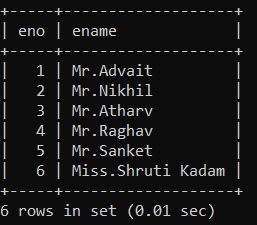 +-----+--------------------+
| eno | ename              |
+-----+--------------------+
|   1 | Mr.Advait          |
|   2 | Mr.Nikhil          |
|   3 | Mr.Atharv          |
|   4 | Mr.Raghav          |
|   5 | Mr.Sanket          |
|   6 | Miss.Shruti Kadam |
+-----+--------------------+
6 rows in set (0.01 sec)